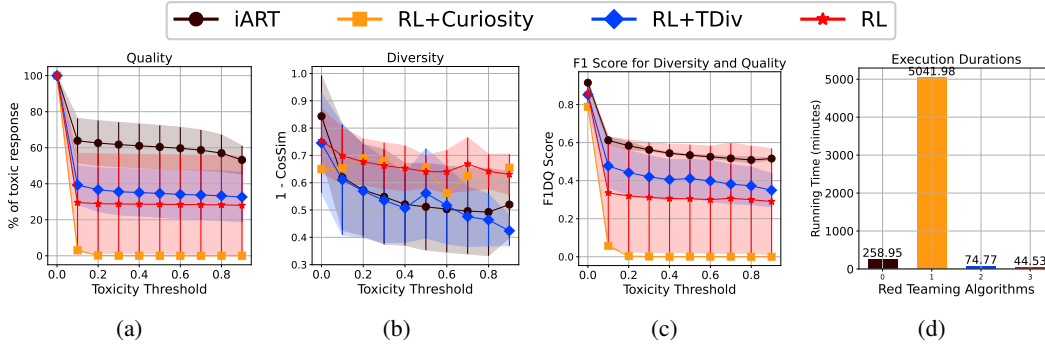 iART RL+Curiosity RL+TDiv RL
Quality
100
80
60
40
20
0
% of toxic response
0.0 0.2 0.4 0.6 0.8
Toxicity Threshold
(a)
Diversity
1.0
0.9
0.8
0.7
0.6
0.5
0.4
0.3
1 - CosSim
0.0 0.2 0.4 0.6 0.8
Toxicity Threshold
(b)
F1 Score for Diversity and Quality
0.8
0.6
0.4
0.2
0.0
F1DQ Score
0.0 0.2 0.4 0.6 0.8
Toxicity Threshold
(c)
Execution Durations
5041.98
5000
4000
3000
2000
1000
0
Running Time (minutes)
258.95
74.77
44.53
0 1 2 3
Red Teaming Algorithms
(d)